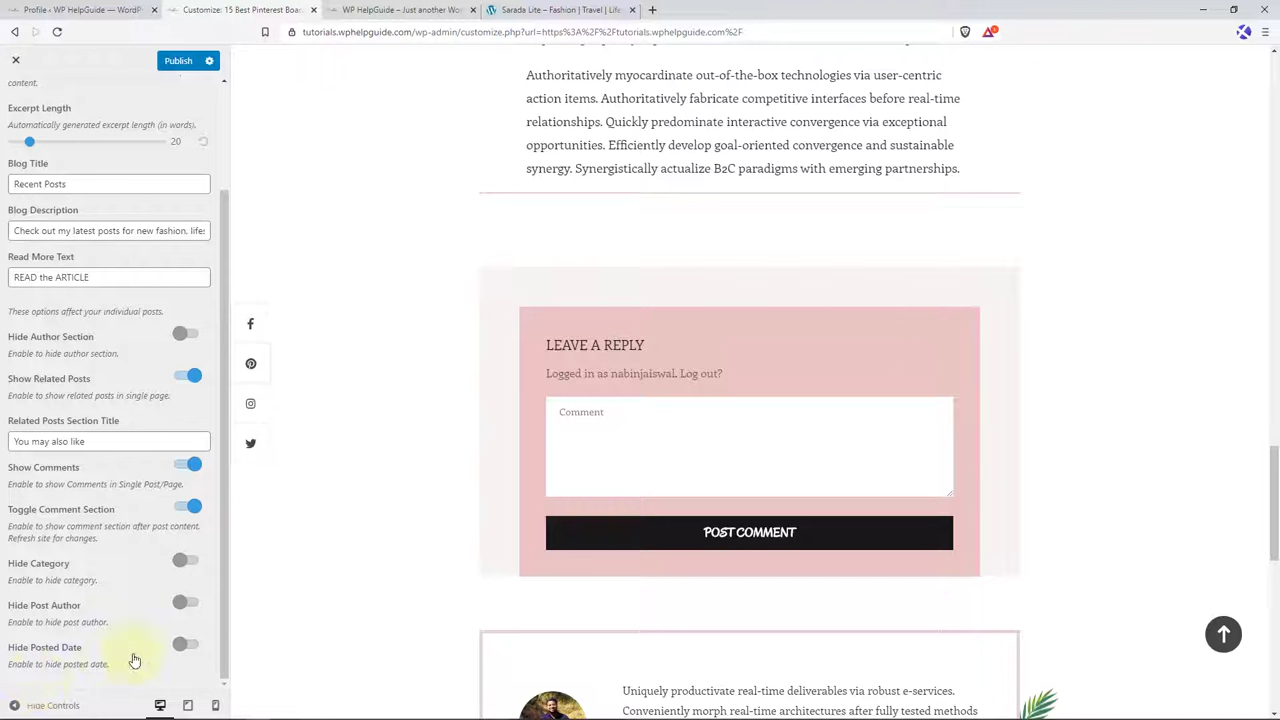 Profile ‹ WP HelpGuide — WordPr
Customize: 15 Best Pinterest Boar
WP HelpGuide – Just another Wor
Sarada Lite – Fashion | Travel | Life
tutorials.wphelpguide.com/wp-admin/customize.php?url=https%3A%2F%2Ftutorials.wphelpguide.com%2F
Publish
content.
Excerpt Length
Automatically generated excerpt length (in words).
20
Blog Title
Recent Posts
Blog Description
Check out my latest posts for new fashion, lifes
Read More Text
READ the ARTICLE
These options affect your individual posts.
Hide Author Section
Enable to hide author section.
Show Related Posts
Enable to show related posts in single page.
Related Posts Section Title
You may also like
Show Comments
Enable to show Comments in Single Post/Page.
Toggle Comment Section
Enable to show comment section after post content.
Refresh site for changes.
Hide Category
Enable to hide category.
Hide Post Author
Enable to hide post author.
Hide Posted Date
Enable to hide posted date.
Hide Controls
Authoritatively myocardinate out-of-the-box technologies via user-centric
action items. Authoritatively fabricate competitive interfaces before real-time
relationships. Quickly predominate interactive convergence via exceptional
opportunities. Efficiently develop goal-oriented convergence and sustainable
synergy. Synergistically actualize B2C paradigms with emerging partnerships.
LEAVE A REPLY
Logged in as nabinjaiswal. Log out?
Comment
POST COMMENT
Uniquely productivate real-time deliverables via robust e-services.
Conveniently morph real-time architectures after fully tested methods